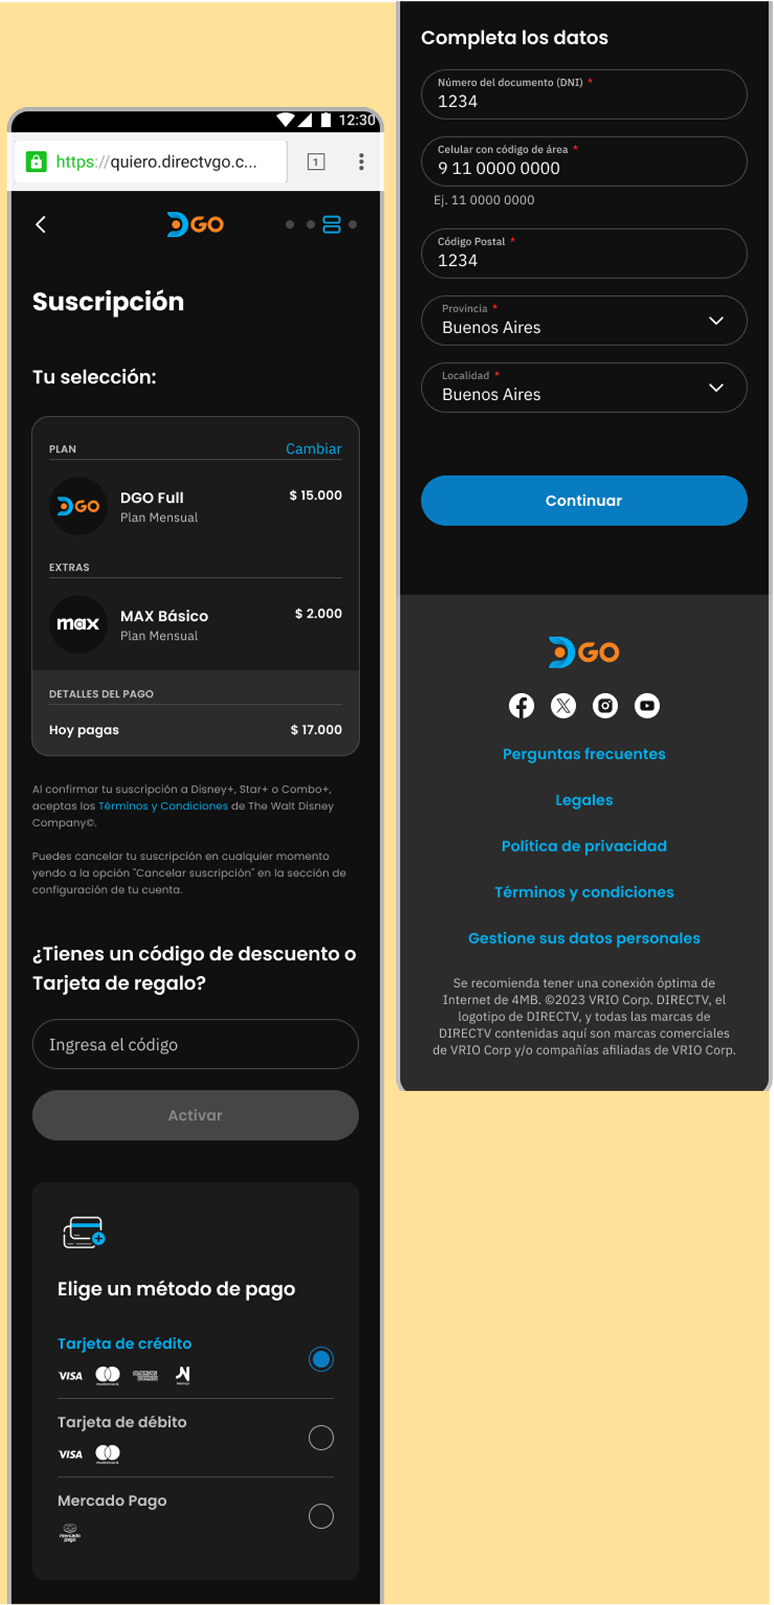 12:30
https://quiero.directvgo.c...
1
DGO
Suscripción
Tu selección:
PLAN
Cambiar
DGO
DGO Full
$ 15.000
Plan Mensual
EXTRAS
max
MAX Básico
$ 2.000
Plan Mensual
DETALLES DEL PAGO
Hoy pagas
$ 17.000
Al confirmar tu suscripción a Disney+, Star+ o Combo+,
aceptas los Términos y Condiciones de The Walt Disney
Company©.
Puedes cancelar tu suscripción en cualquier momento
yendo a la opción "Cancelar suscripción" en la sección de
configuración de tu cuenta.
¿Tienes un código de descuento o
Tarjeta de regalo?
Ingresa el código
Activar
Elige un método de pago
Tarjeta de crédito
VISA
mastercard
Tarjeta de débito
VISA
mastercard
Mercado Pago
mercado
pago
Completa los datos
Número del documento (DNI) *
1234
Celular con código de área *
9 11 0000 0000
Ej. 11 0000 0000
Código Postal *
1234
Provincia *
Buenos Aires
Localidad *
Buenos Aires
Continuar
DGO
Perguntas frecuentes
Legales
Política de privacidad
Términos y condiciones
Gestione sus datos personales
Se recomienda tener una conexión óptima de
Internet de 4MB. ©2023 VRIO Corp. DIRECTV, el
logotipo de DIRECTV, y todas las marcas de
DIRECTV contenidas aquí son marcas comerciales
de VRIO Corp y/o compañías afiliadas de VRIO Corp.